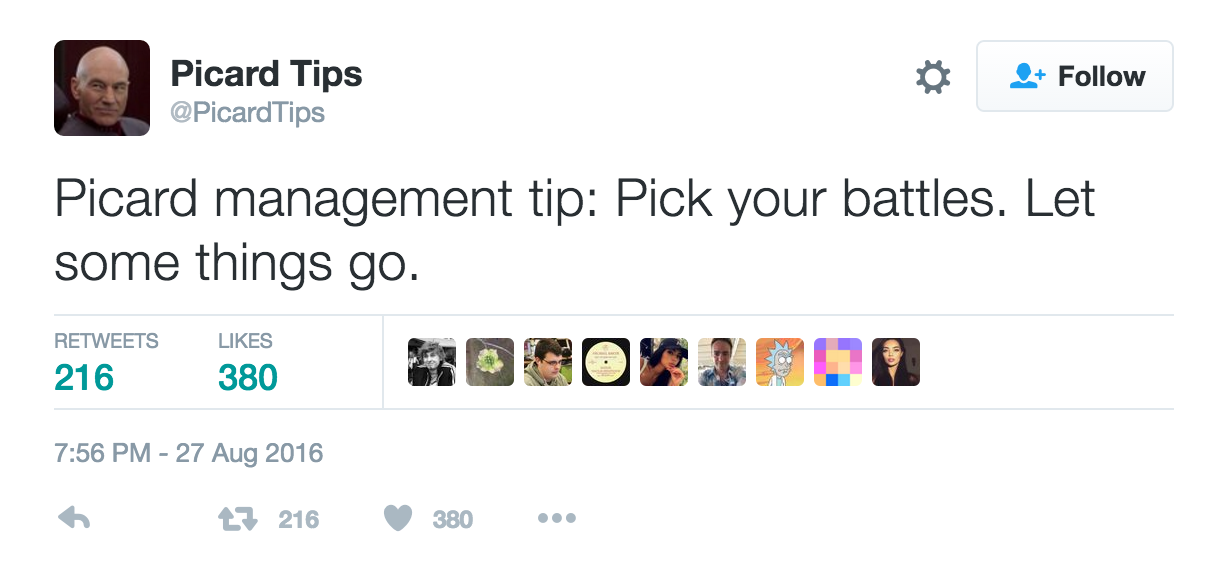 Picard Tips
@PicardTips
Follow
Picard management tip: Pick your battles. Let
some things go.
RETWEETS LIKES
216 380
7:56 PM - 27 Aug 2016
216 380